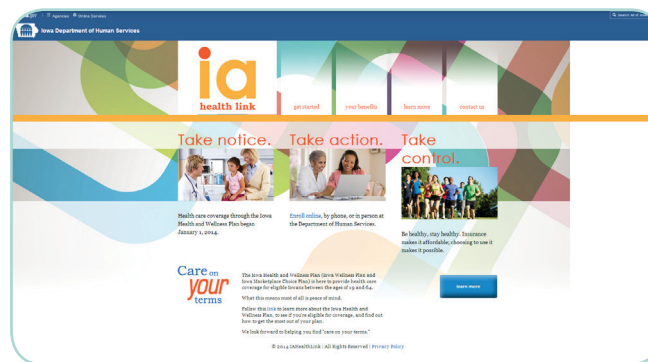 Agencies Online Services
Iowa Department of Human Services
ia
health link
get started your benefits learn more contact us
Take notice. Take action. Take control.
Health care coverage through the Iowa
Health and Wellness Plan began
January 1, 2014.
Enroll online, by phone, or in person at
the Department of Human Services.
Be healthy, stay healthy. Insurance
makes it affordable; choosing to use it
makes it possible.
Care on
your
terms
The Iowa Health and Wellness Plan (Iowa Wellness Plan and
Iowa Marketplace Choice Plan) is here to provide health care
coverage for eligible Iowans between the ages of 19 and 64.
What this means most of all is peace of mind.
Follow this link to learn more about the Iowa Health and
Wellness Plan, to see if you're eligible for coverage, and find out
how to get the most out of your plan.
We look forward to helping you find "care on your terms."
learn more
© 2014 IAHealthLink | All Rights Reserved | Privacy Policy